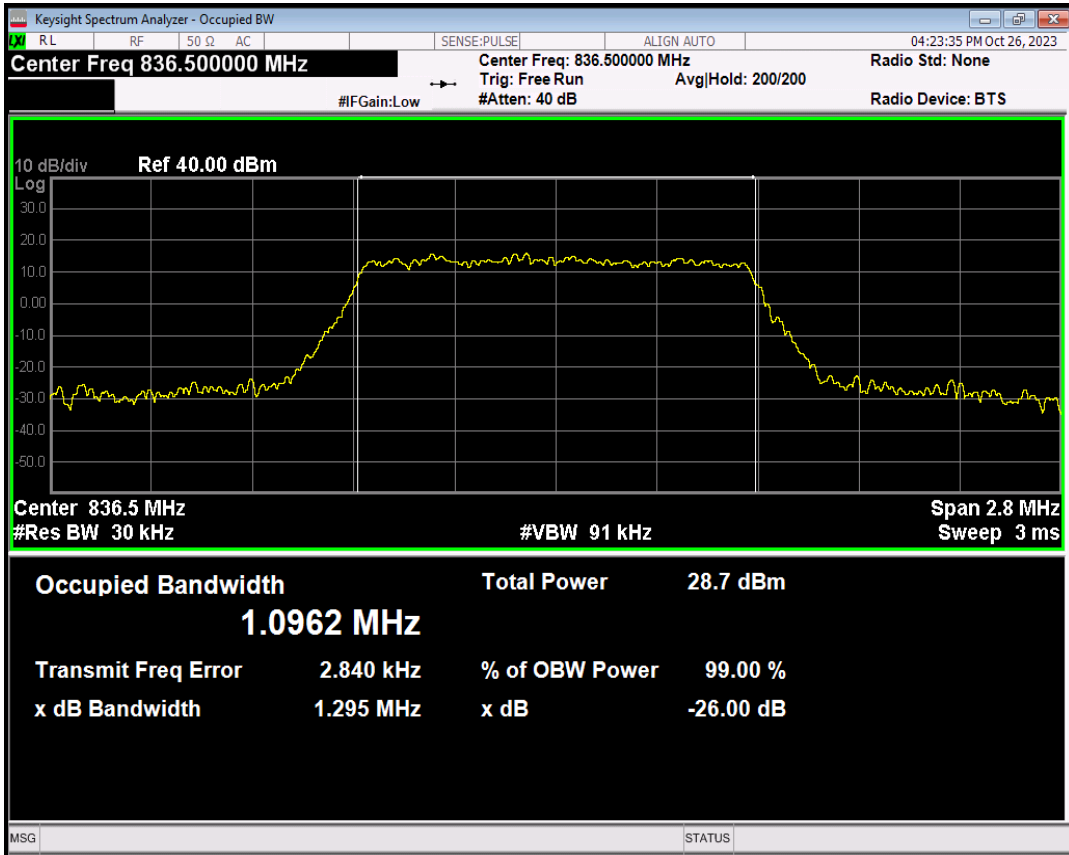 Keysight Spectrum Analyzer - Occupied BW
LXI RL RF 50 Ω AC SENSE:PULSE ALIGN AUTO 04:23:35 PM Oct 26, 2023
Center Freq 836.500000 MHz Center Freq: 836.500000 MHz Radio Std: None
Trig: Free Run Avg|Hold: 200/200
#IFGain:Low #Atten: 40 dB Radio Device: BTS
10 dB/div Ref 40.00 dBm
Log
30.0
20.0
10.0
0.00
-10.0
-20.0
-30.0
-40.0
-50.0
Center 836.5 MHz Span 2.8 MHz
#Res BW 30 kHz #VBW 91 kHz Sweep 3 ms
Occupied Bandwidth Total Power 28.7 dBm
1.0962 MHz
Transmit Freq Error 2.840 kHz % of OBW Power 99.00 %
x dB Bandwidth 1.295 MHz x dB -26.00 dB
MSG STATUS